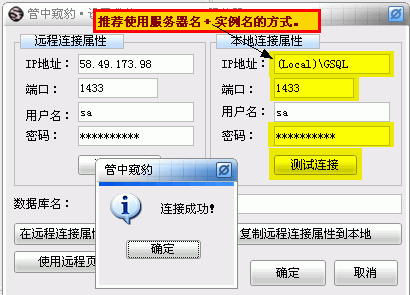 管中窥豹
推荐使用服务器名+实例名的方式。
远程连接属性
本地连接属性
IP地址: 58.49.173.98
IP地址: (Local)\GSQL
端口: 1433
端口: 1433
用户名: sa
用户名: sa
密码: **********
密码: **********
测试连接
管中窥豹
连接成功!
确定
数据库名:
在远程连接属
复制远程连接属性到本地
使用远程页
确定
取消